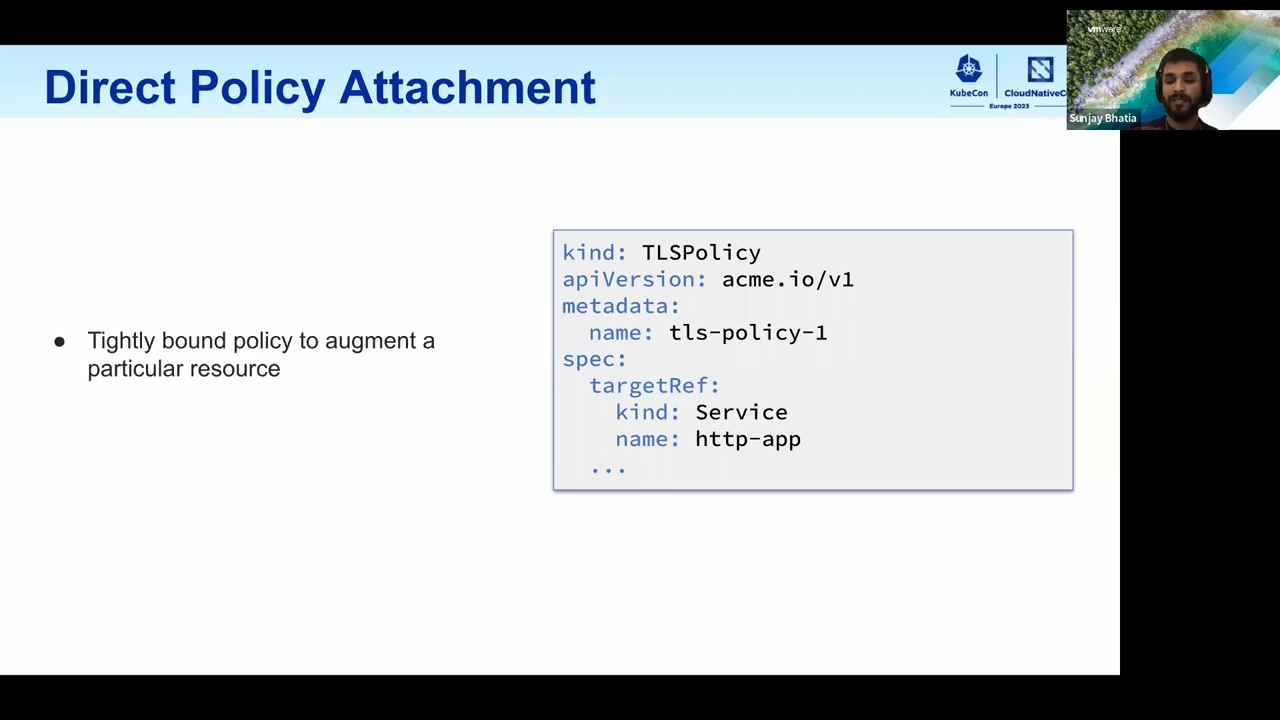 Direct Policy Attachment
KubeCon
CloudNativeC
Europe 2023
vmware
Sunjay Bhatia
● Tightly bound policy to augment a
particular resource
kind: TLSPolicy
apiVersion: acme.io/v1
metadata:
  name: tls-policy-1
spec:
  targetRef:
    kind: Service
    name: http-app
  ...